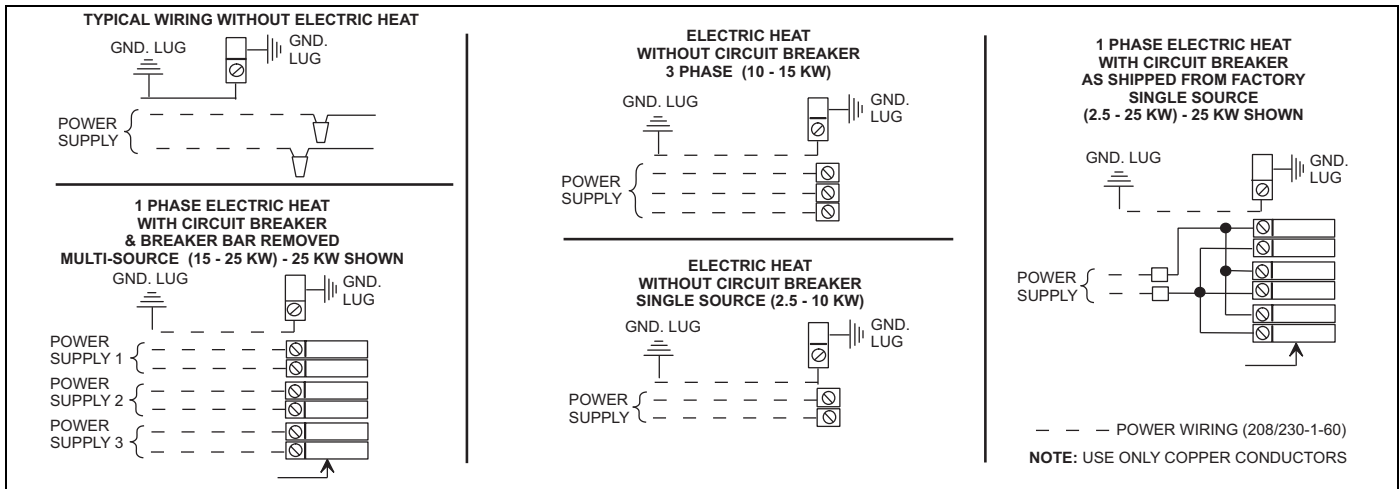 TYPICAL WIRING WITHOUT ELECTRIC HEAT
GND. LUG
GND.
LUG
POWER
SUPPLY
1 PHASE ELECTRIC HEAT
WITH CIRCUIT BREAKER
& BREAKER BAR REMOVED
MULTI-SOURCE (15 - 25 KW) - 25 KW SHOWN
GND. LUG
GND.
LUG
POWER
SUPPLY 1
POWER
SUPPLY 2
POWER
SUPPLY 3
ELECTRIC HEAT
WITHOUT CIRCUIT BREAKER
3 PHASE (10 - 15 KW)
GND. LUG
GND.
LUG
POWER
SUPPLY
ELECTRIC HEAT
WITHOUT CIRCUIT BREAKER
SINGLE SOURCE (2.5 - 10 KW)
GND. LUG
GND.
LUG
POWER
SUPPLY
1 PHASE ELECTRIC HEAT
WITH CIRCUIT BREAKER
AS SHIPPED FROM FACTORY
SINGLE SOURCE
(2.5 - 25 KW) - 25 KW SHOWN
GND. LUG
GND.
LUG
POWER
SUPPLY
POWER WIRING (208/230-1-60)
NOTE: USE ONLY COPPER CONDUCTORS